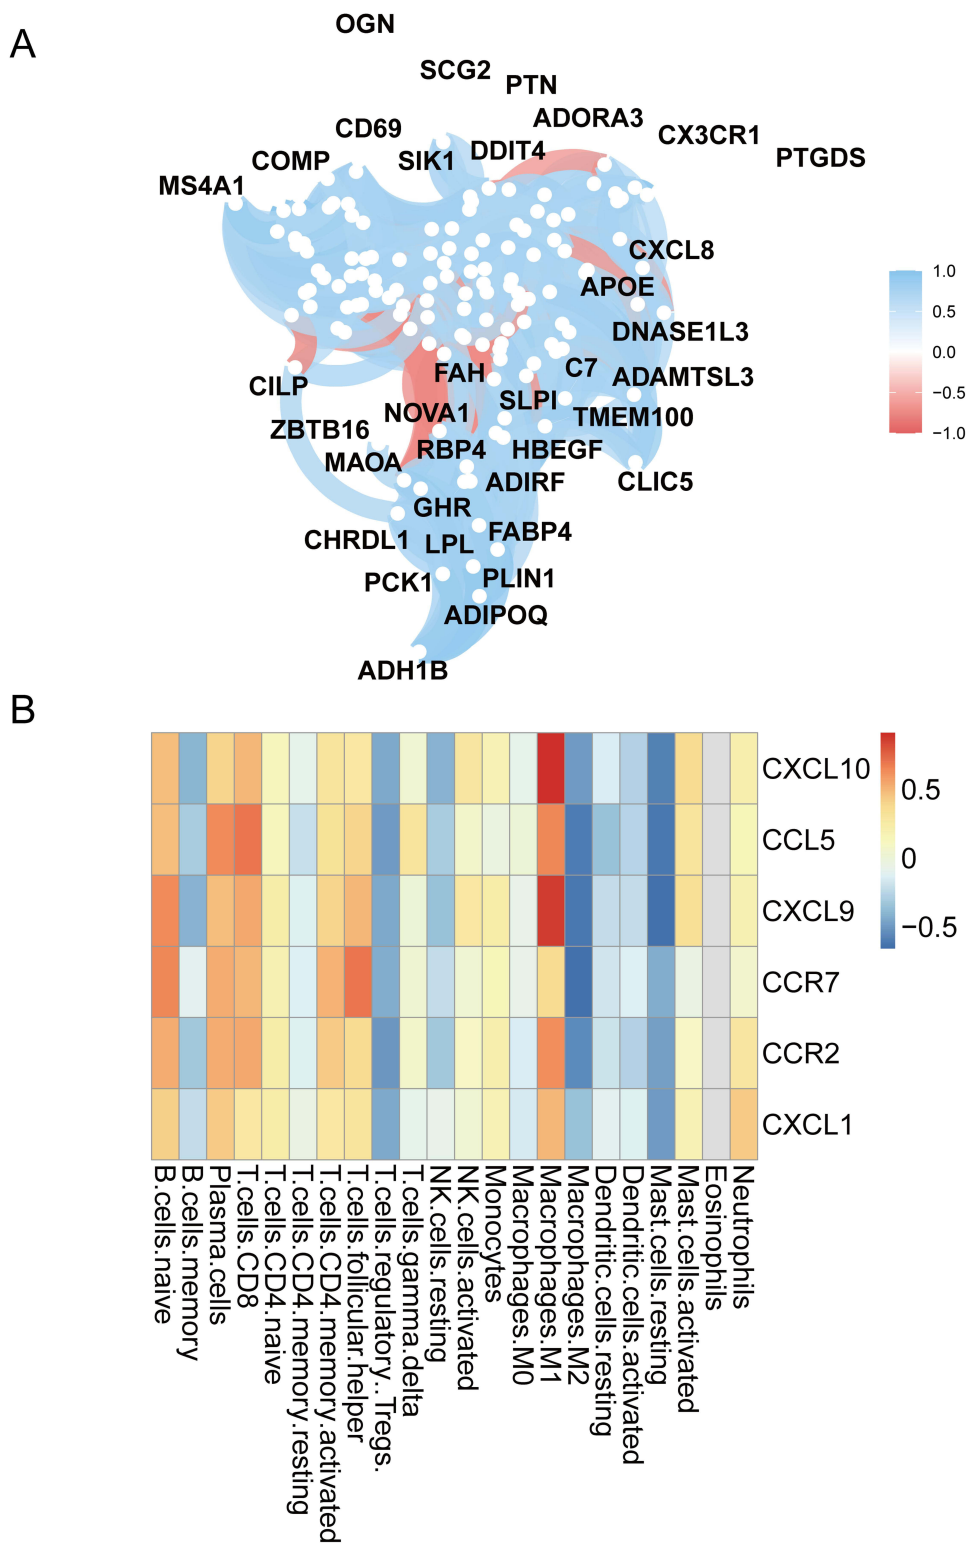 A
OGN
SCG2
PTN
ADORA3
CD69
CX3CR1
COMP
SIK1
DDIT4
PTGDS
MS4A1
CXCL8
APOE
1.0
0.5
0.0
−0.5
−1.0
DNASE1L3
FAH
C7
ADAMTSL3
CILP
SLPI
NOVA1
TMEM100
ZBTB16
RBP4
HBEGF
MAOA
ADIRF
CLIC5
GHR
CHRDL1
LPL
FABP4
PCK1
PLIN1
ADIPOQ
ADH1B
B
CXCL10
CCL5
CXCL9
CCR7
CCR2
CXCL1
0.5
0
−0.5
B.cells.naive
B.cells.memory
Plasma.cells
T.cells.CD8
T.cells.CD4.naive
T.cells.CD4.memory.resting
T.cells.CD4.memory.activated
T.cells.follicular.helper
T.cells.regulatory..Tregs.
T.cells.gamma.delta
NK.cells.resting
NK.cells.activated
Monocytes
Macrophages.M0
Macrophages.M1
Macrophages.M2
Dendritic.cells.resting
Dendritic.cells.activated
Mast.cells.resting
Mast.cells.activated
Eosinophils
Neutrophils